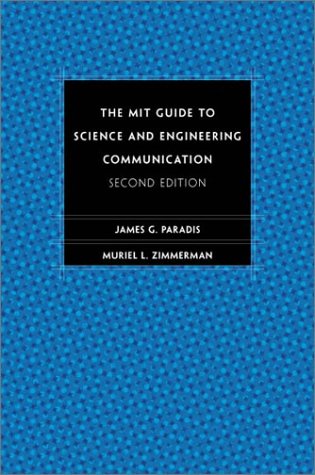 THE MIT GUIDE TO
SCIENCE AND ENGINEERING
COMMUNICATION
SECOND EDITION
JAMES G. PARADIS
MURIEL L. ZIMMERMAN